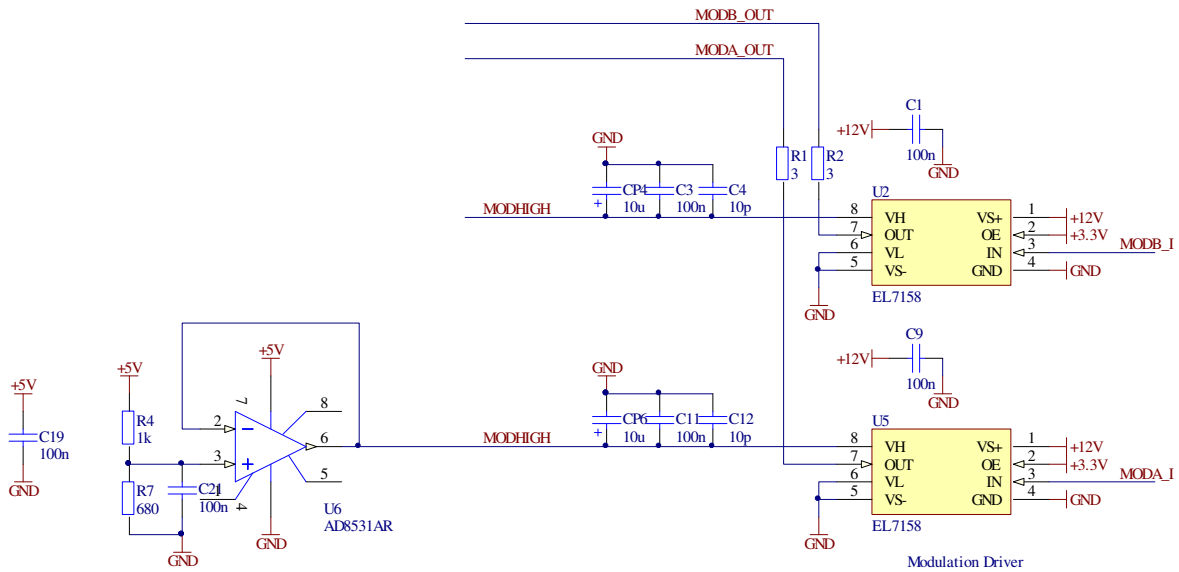 MODB_OUT
MODA_OUT
C1
+12V
100n
GND
GND
R1
3
R2
3
CP4
+ 10u
C3
100n
C4
10p
MODHIGH
U2
8 VH VS+ 1 +12V
7 OUT OE 2 +3.3V
6 VL IN 3 MODB_I
5 VS- GND 4 GND
EL7158
GND
C9
+12V
100n
GND
+5V
+5V
+5V
GND
C19
100n
GND
R4
1k
R7
680
C21
100n
GND
7
8
2
6
3
5
1
4
GND
U6
AD8531AR
MODHIGH
CP6
+ 10u
C11
100n
C12
10p
U5
8 VH VS+ 1 +12V
7 OUT OE 2 +3.3V
6 VL IN 3 MODA_I
5 VS- GND 4 GND
EL7158
GND
Modulation Driver